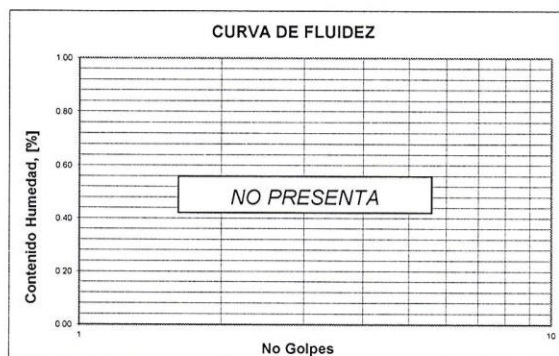 CURVA DE FLUIDEZ
Contenido Humedad, [%]
1.00
0.80
0.60
0.40
0.20
0.00
NO PRESENTA
1
10
No Golpes